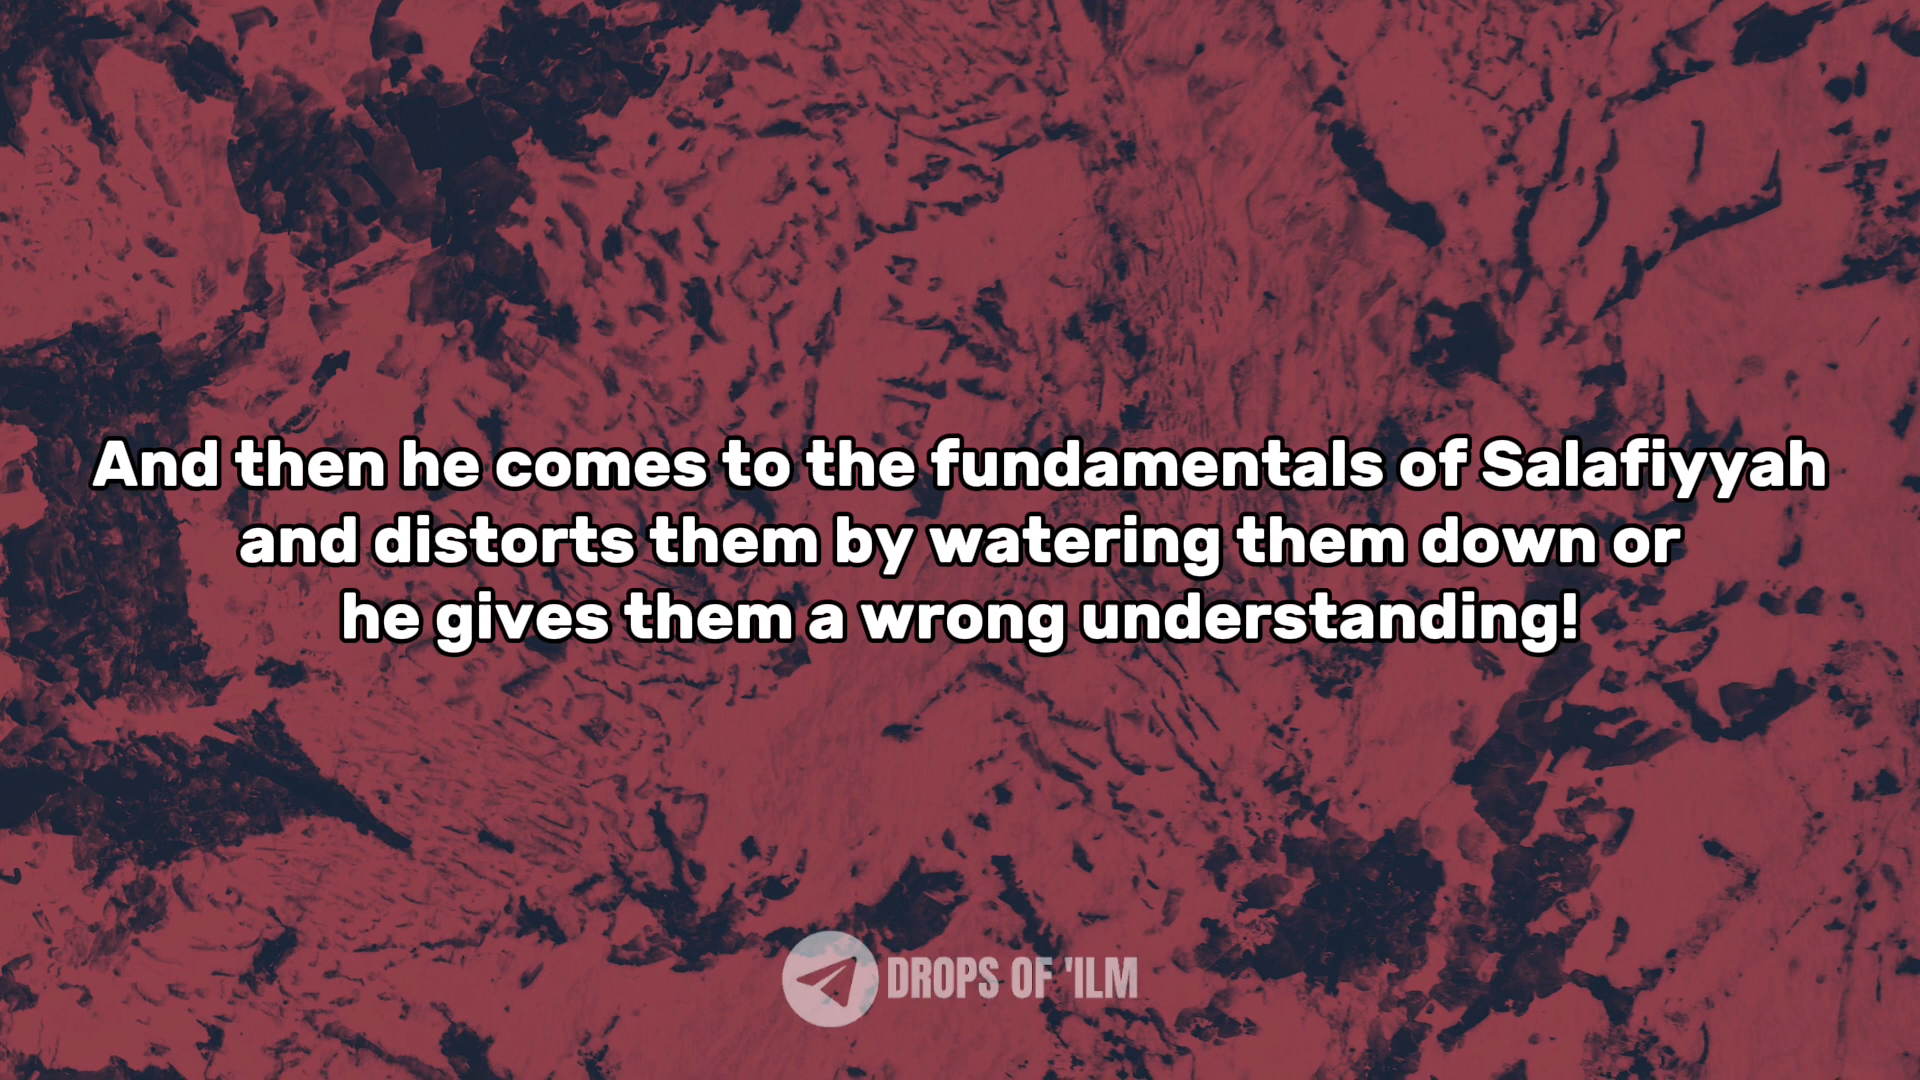 And then he comes to the fundamentals of Salafiyyah
and distorts them by watering them down or
he gives them a wrong understanding!
DROPS OF 'ILM